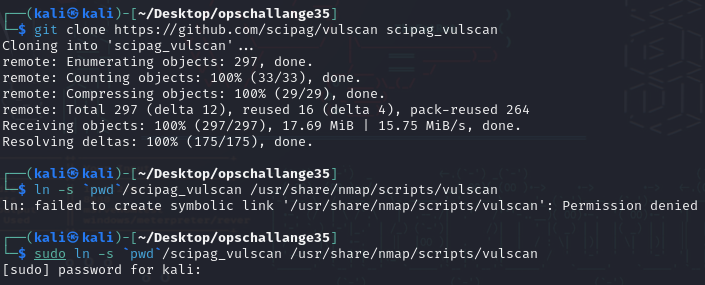 ┌──(kali㉿kali)-[~/Desktop/opschallange35]
└─$ git clone https://github.com/scipag/vulscan scipag_vulscan
Cloning into 'scipag_vulscan'...
remote: Enumerating objects: 297, done.
remote: Counting objects: 100% (33/33), done.
remote: Compressing objects: 100% (29/29), done.
remote: Total 297 (delta 12), reused 16 (delta 4), pack-reused 264
Receiving objects: 100% (297/297), 17.69 MiB | 15.75 MiB/s, done.
Resolving deltas: 100% (175/175), done.
┌──(kali㉿kali)-[~/Desktop/opschallange35]
└─$ ln -s `pwd`/scipag_vulscan /usr/share/nmap/scripts/vulscan
ln: failed to create symbolic link '/usr/share/nmap/scripts/vulscan': Permission denied
┌──(kali㉿kali)-[~/Desktop/opschallange35]
└─$ sudo ln -s `pwd`/scipag_vulscan /usr/share/nmap/scripts/vulscan
[sudo] password for kali: